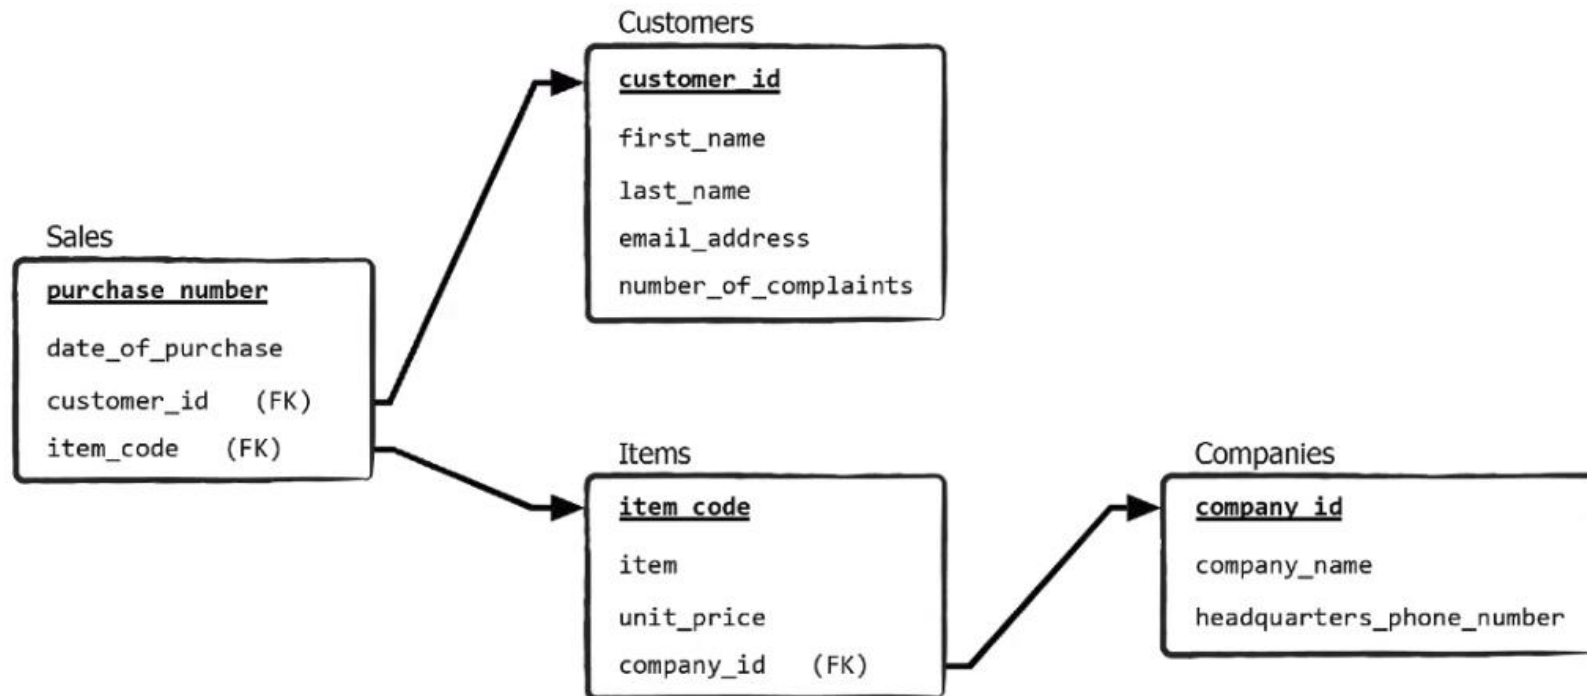 Customers
customer_id
first_name
last_name
email_address
number_of_complaints
Sales
purchase_number
date_of_purchase
customer_id (FK)
item_code (FK)
Items
item_code
item
unit_price
company_id (FK)
Companies
company_id
company_name
headquarters_phone_number